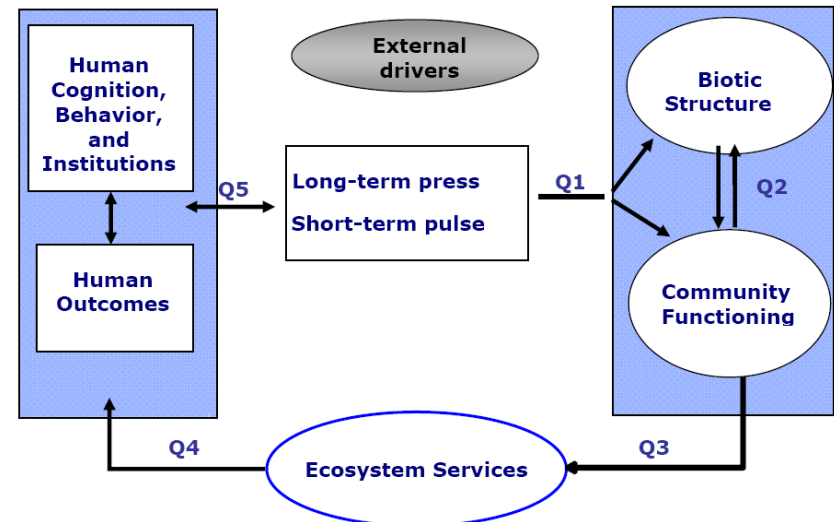 Human
Cognition,
Behavior,
and
Institutions
Human
Outcomes
Q5
External
drivers
Long-term press
Short-term pulse
Q1
Biotic
Structure
Q2
Community
Functioning
Q4
Ecosystem Services
Q3